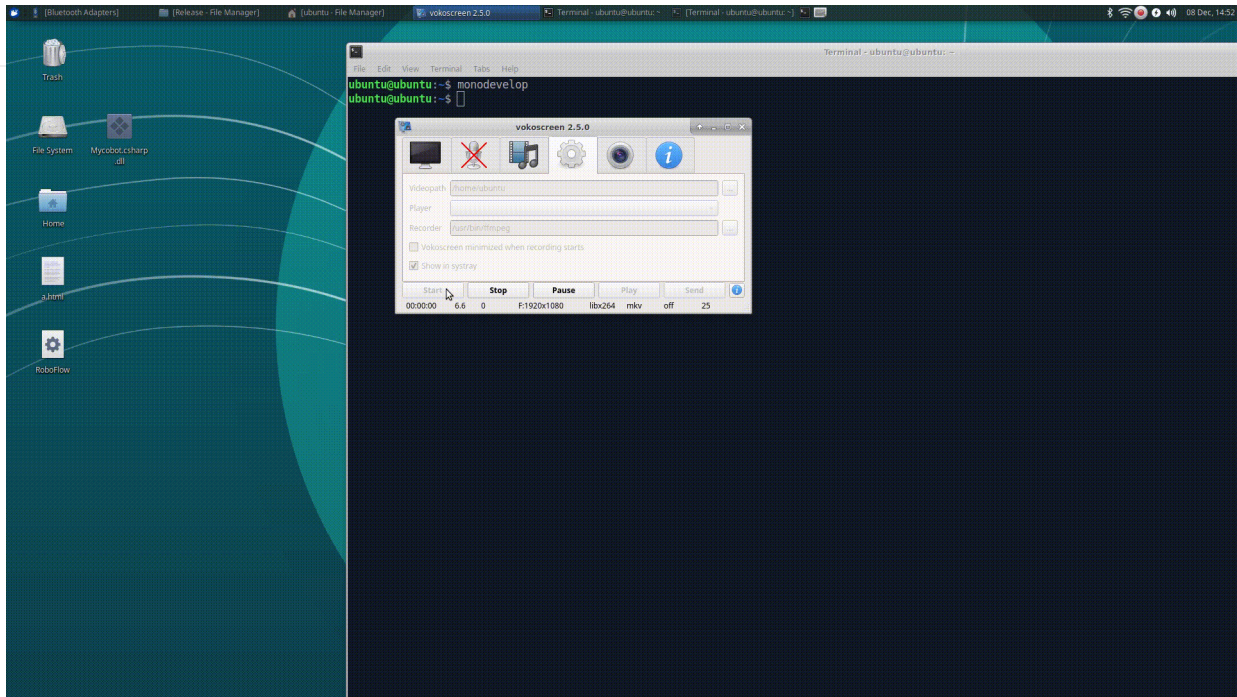 [Bluetooth Adapters] [Release - File Manager] [ubuntu - File Manager] vokoscreen 2.5.0 Terminal - ubuntu@ubuntu: ~ [Terminal - ubuntu@ubuntu: ~] 08 Dec, 14:52
Trash
File System
Mycobot.csharp
.dll
Home
a.html
RoboFlow
Terminal - ubuntu@ubuntu: ~
File Edit View Terminal Tabs Help
ubuntu@ubuntu:~$ monodevelop
ubuntu@ubuntu:~$
vokoscreen 2.5.0
Videopath /home/ubuntu ...
Player
Recorder /usr/bin/ffmpeg ...
Vokoscreen minimized when recording starts
Show in systray
Start Stop Pause Play Send
00:00:00 6.6 0 F:1920x1080 libx264 mkv off 25